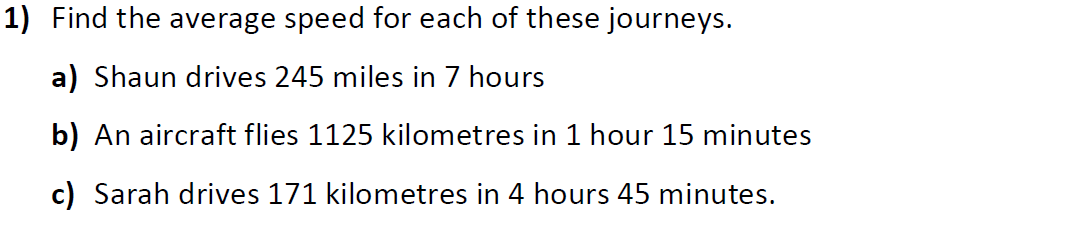 1) Find the average speed for each of these journeys.
a) Shaun drives 245 miles in 7 hours
b) An aircraft flies 1125 kilometres in 1 hour 15 minutes
c) Sarah drives 171 kilometres in 4 hours 45 minutes.